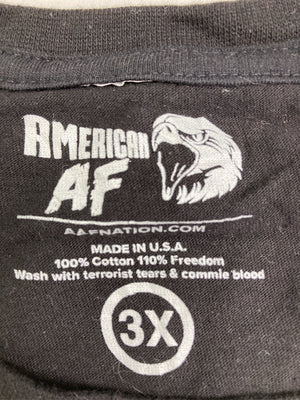 AMERICAN
AF
AAFNATION.COM
MADE IN U.S.A.
100% Cotton 110% Freedom
Wash with terrorist tears & commie blood
3X